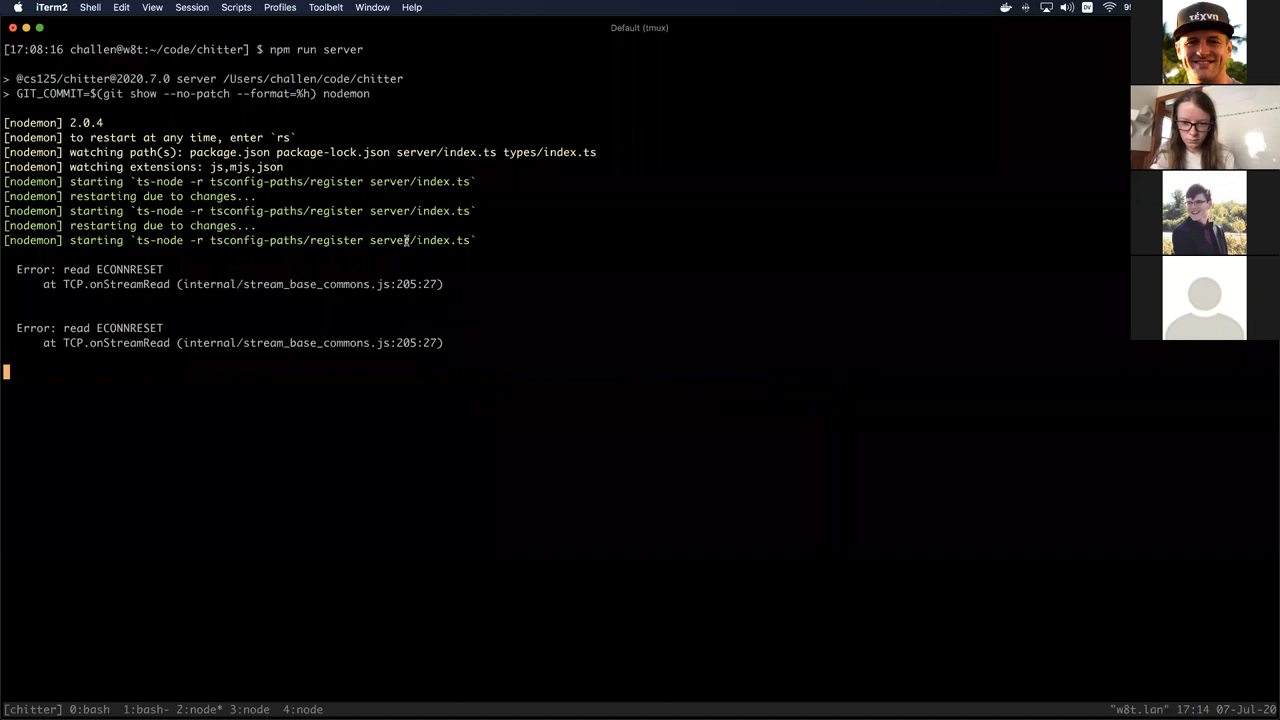 iTerm2 Shell Edit View Session Scripts Profiles Toolbelt Window Help
Default (tmux)
[17:08:16 challen@w8t:~/code/chitter] $ npm run server
> @cs125/chitter@2020.7.0 server /Users/challen/code/chitter
> GIT_COMMIT=$(git show --no-patch --format=%h) nodemon
[nodemon] 2.0.4
[nodemon] to restart at any time, enter `rs`
[nodemon] watching path(s): package.json package-lock.json server/index.ts types/index.ts
[nodemon] watching extensions: js,mjs,json
[nodemon] starting `ts-node -r tsconfig-paths/register server/index.ts`
[nodemon] restarting due to changes...
[nodemon] starting `ts-node -r tsconfig-paths/register server/index.ts`
[nodemon] restarting due to changes...
[nodemon] starting `ts-node -r tsconfig-paths/register server/index.ts`
Error: read ECONNRESET
at TCP.onStreamRead (internal/stream_base_commons.js:205:27)
Error: read ECONNRESET
at TCP.onStreamRead (internal/stream_base_commons.js:205:27)
[chitter] 0:bash 1:bash- 2:node* 3:node 4:node "w8t.lan" 17:14 07-Jul-20